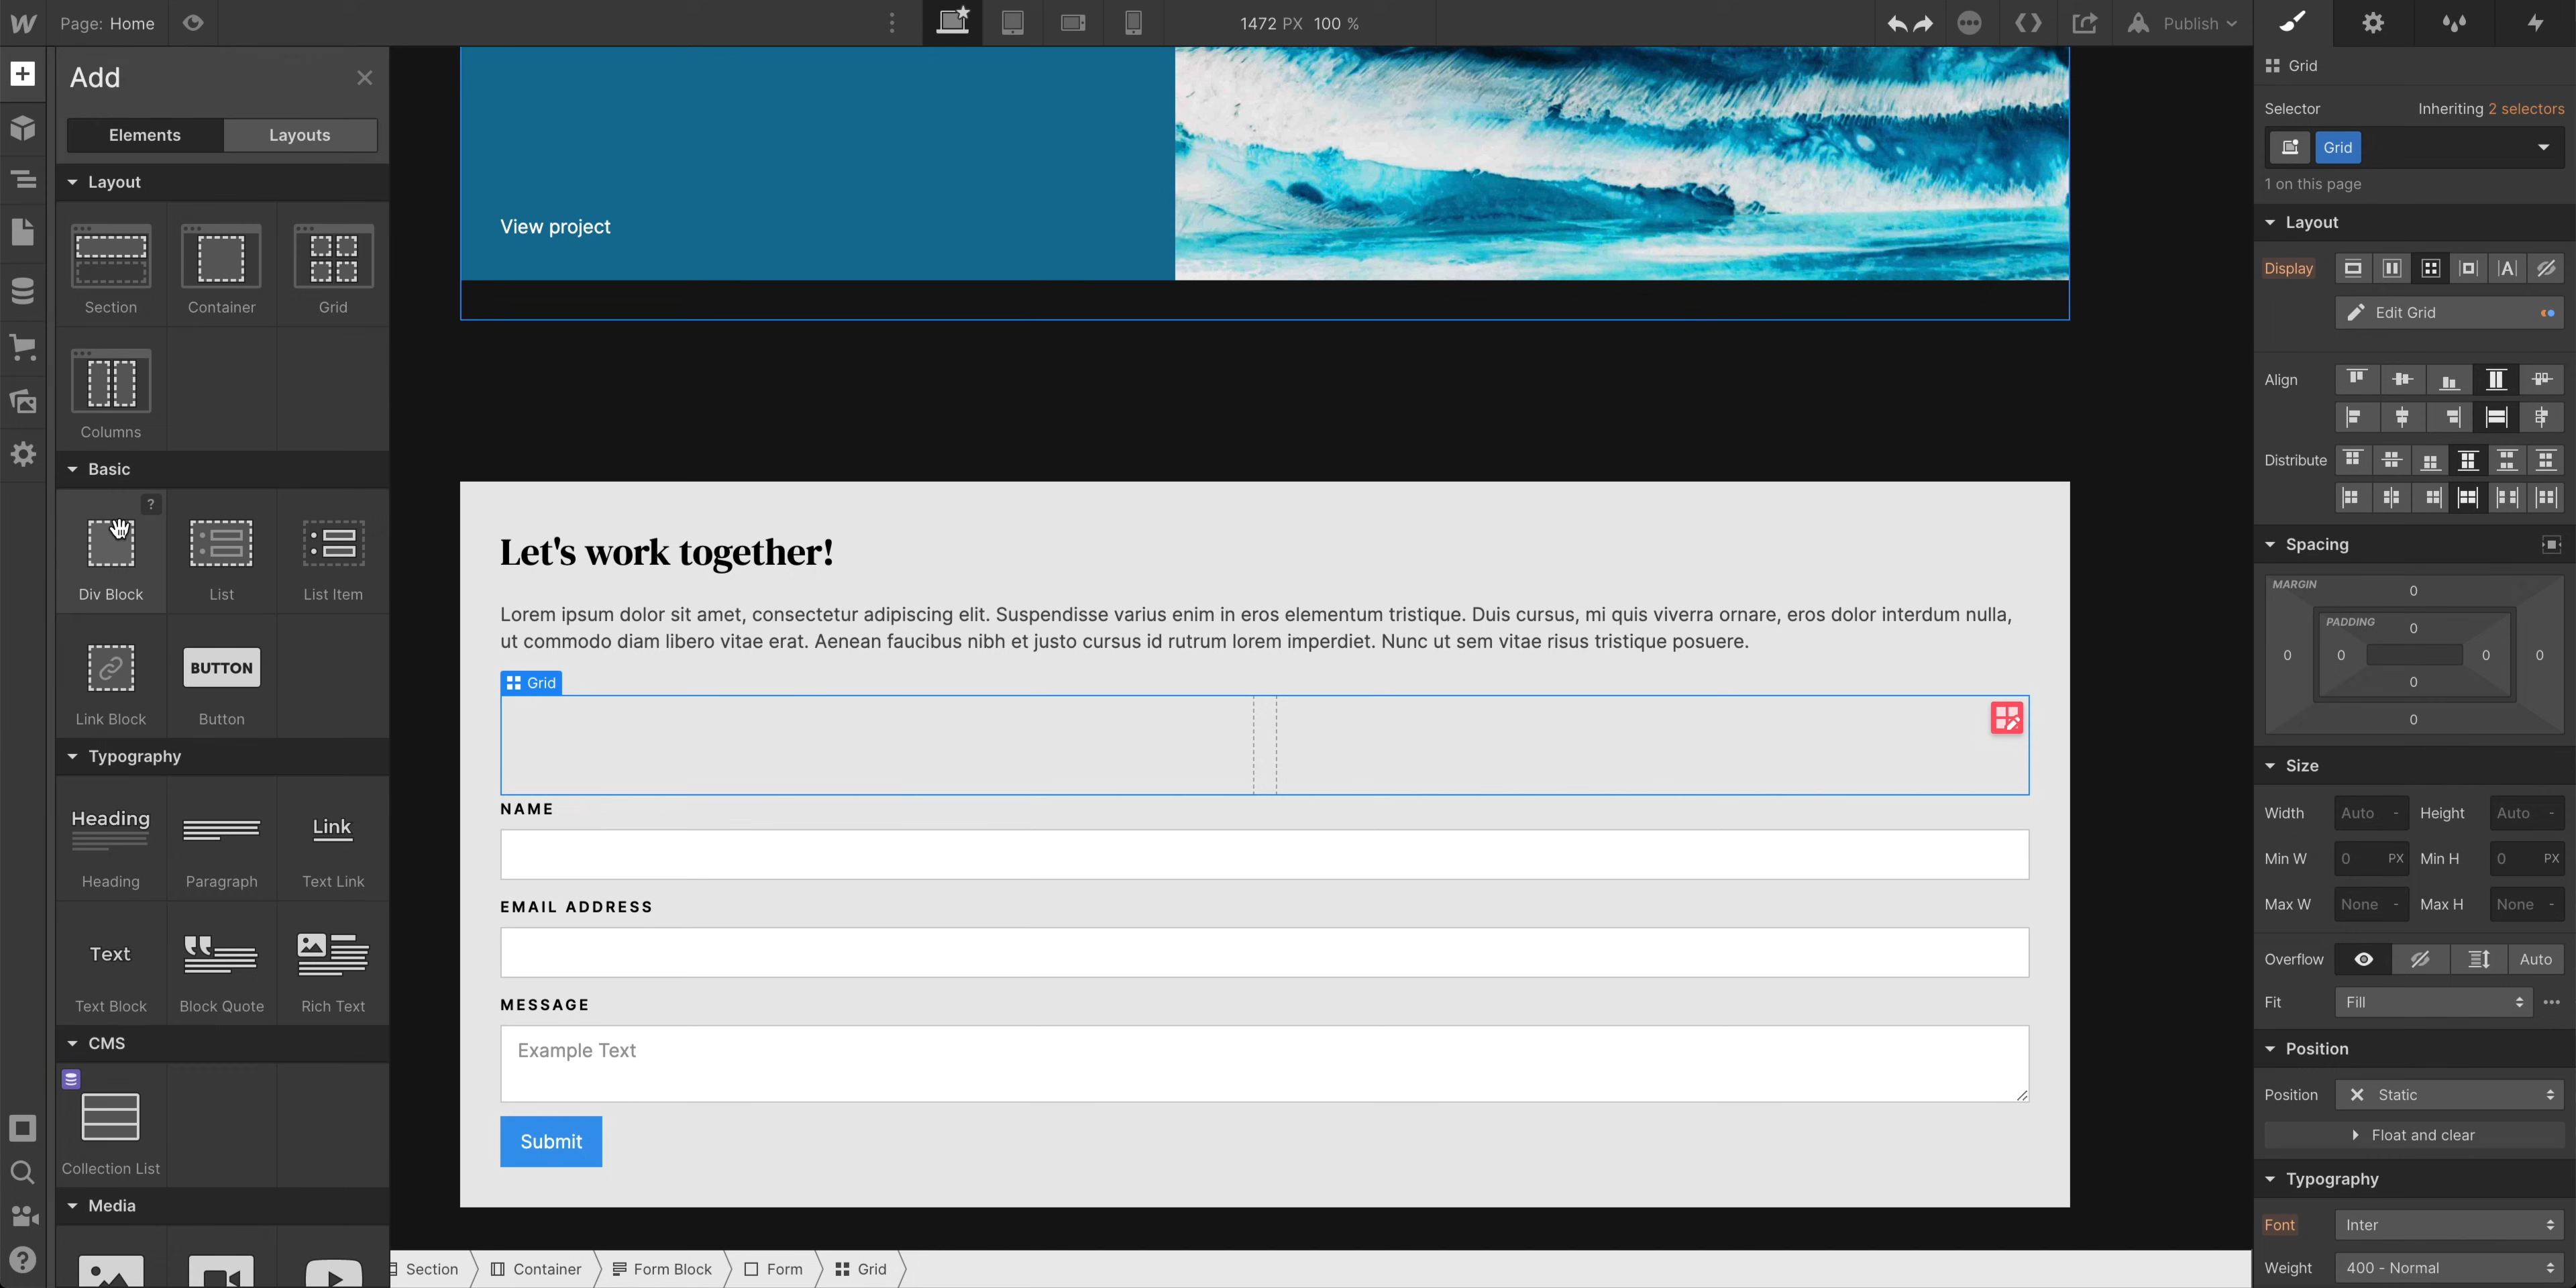 Page: Home
1472 PX 100 %
Publish
Add
Elements
Layouts
Layout
Section
Container
Grid
Columns
Basic
?
Div Block
List
List Item
Link Block
BUTTON
Button
Typography
Heading
Heading
Paragraph
Link
Text Link
Text
Text Block
Block Quote
Rich Text
CMS
Collection List
Media
View project
Let's work together!
Lorem ipsum dolor sit amet, consectetur adipiscing elit. Suspendisse varius enim in eros elementum tristique. Duis cursus, mi quis viverra ornare, eros dolor interdum nulla,
ut commodo diam libero vitae erat. Aenean faucibus nibh et justo cursus id rutrum lorem imperdiet. Nunc ut sem vitae risus tristique posuere.
Grid
NAME
EMAIL ADDRESS
MESSAGE
Example Text
Submit
Section
Container
Form Block
Form
Grid
Grid
Selector
Inheriting 2 selectors
Grid
1 on this page
Layout
Display
Edit Grid
Align
Distribute
Spacing
MARGIN
0
PADDING
0
0
0
0
0
0
0
Size
Width Auto -
Height Auto -
Min W 0 PX
Min H 0 PX
Max W None -
Max H None -
Overflow
Auto
Fit
Fill
Position
Position
Static
Float and clear
Typography
Font
Inter
Weight
400 - Normal